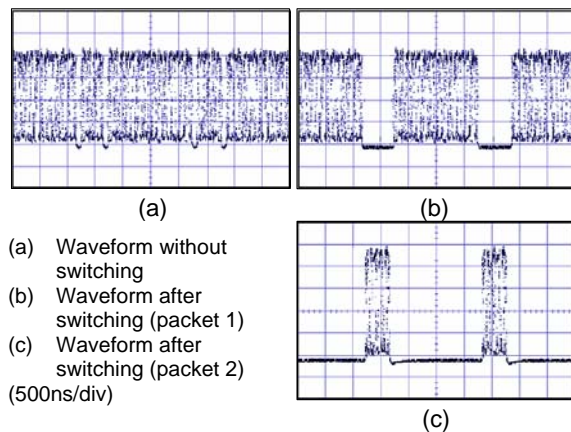 (a)
(b)
(a) Waveform without
switching
(b) Waveform after
switching (packet 1)
(c) Waveform after
switching (packet 2)
(500ns/div)
(c)